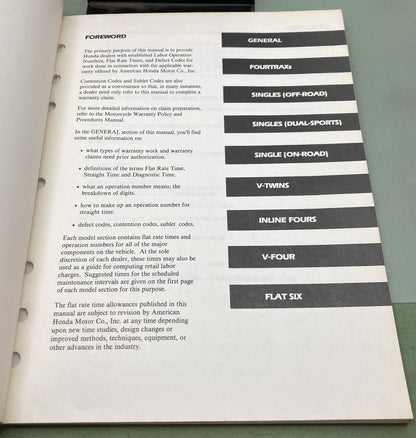 FOREWORD
The primary purpose of this manual is to provide
Honda dealers with established Labor Operation
Numbers, Flat Rate Times, and Defect Codes for
work done in connection with the applicable war-
ranty offered by American Honda Motor Co., Inc.
Contention Codes and Sublet Codes are also
provided as a convenience so that, in many instances,
a dealer need only refer to this manual to complete a
warranty claim.
For more detailed information on claim preparation,
refer to the Motorcycle Warranty Policy and
Procedures Manual.
In the GENERAL section of this manual, you'll find
some useful information on:
• what types of warranty work and warranty
claims need prior authorization.
• definitions of the terms Flat Rate Time,
Straight Time and Diagnostic Time.
• what an operation number means; the
breakdown of digits.
• how to make up an operation number for
straight time.
• defect codes, contention codes, sublet codes.
Each model section contains flat rate times and
operation numbers for all of the major
components on the vehicle. At the sole
discretion of each dealer, these times may also be
used as a guide for computing retail labor
charges. Suggested times for the scheduled
maintenance intervals are given on the first page
of each model section for this purpose.
The flat rate time allowances published in this
manual are subject to revision by American
Honda Motor Co., Inc. at any time depending
upon new time studies, design changes or
improved methods, techniques, equipment, or
other advances in the industry.
GENERAL
FOURTRAXs
SINGLES (OFF-ROAD)
SINGLES (DUAL-SPORTS)
SINGLE (ON-ROAD)
V-TWINS
INLINE FOURS
V-FOUR
FLAT SIX